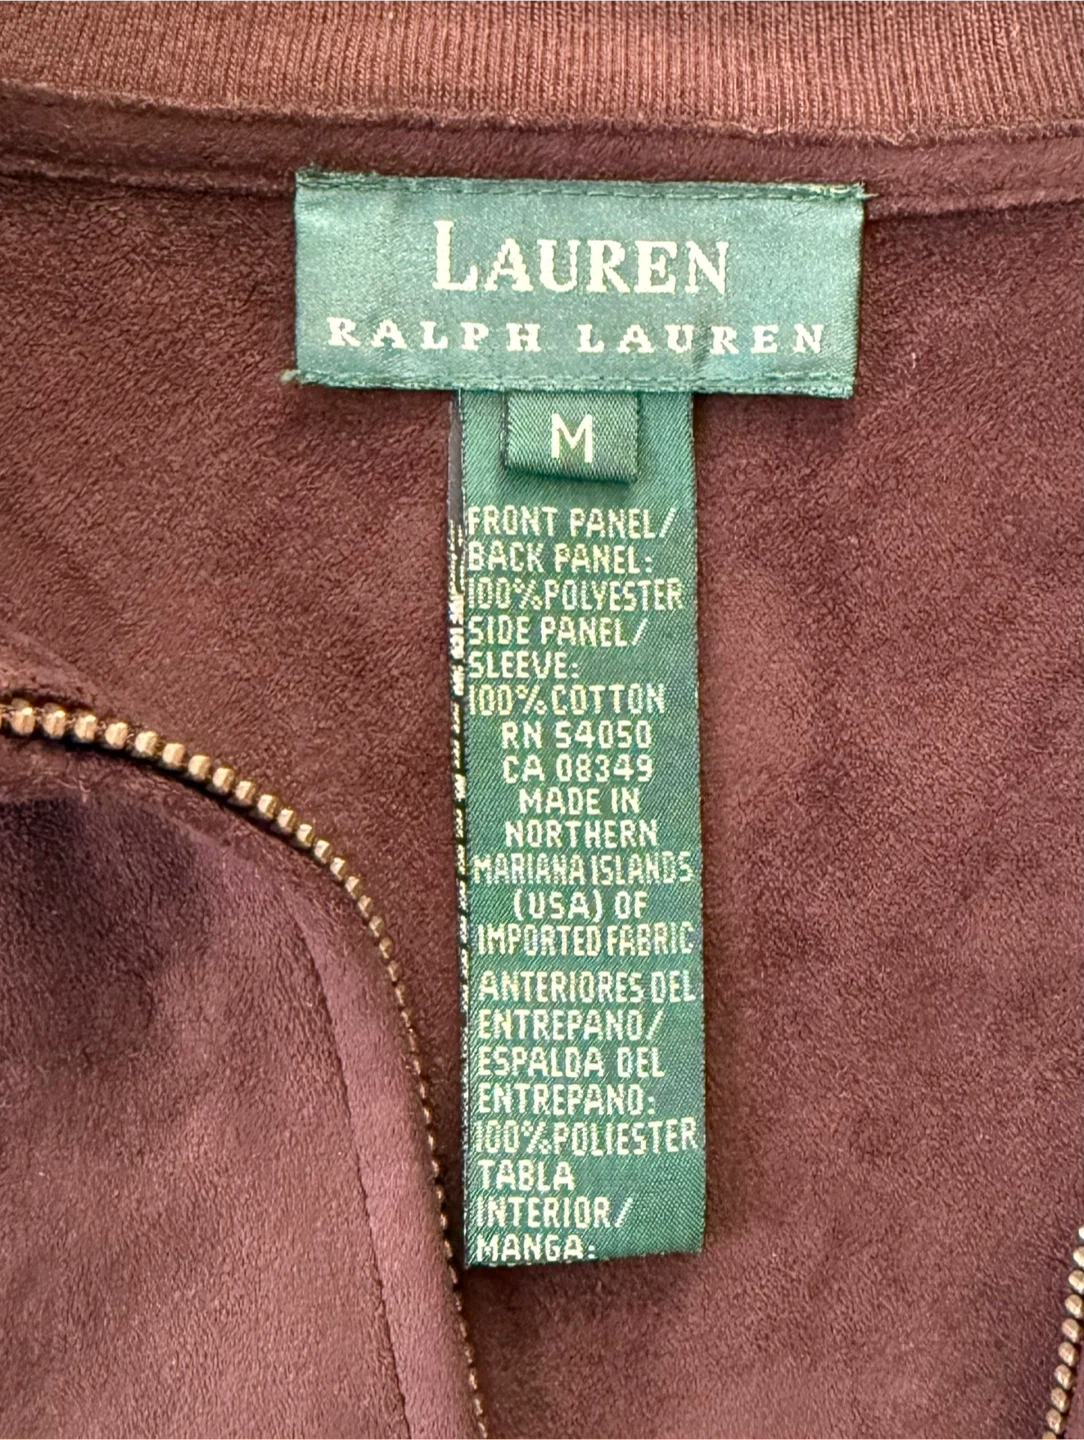 LAUREN
RALPH LAUREN
M
FRONT PANEL/
BACK PANEL:
100%POLYESTER
SIDE PANEL/
SLEEVE:
100%COTTON
RN 54050
CA 08349
MADE IN
NORTHERN
MARIANA ISLANDS
(USA) OF
IMPORTED FABRIC
ANTERIORES DEL
ENTREPANO/
ESPALDA DEL
ENTREPANO:
100%POLIESTER
TABLA
INTERIOR/
MANGA: